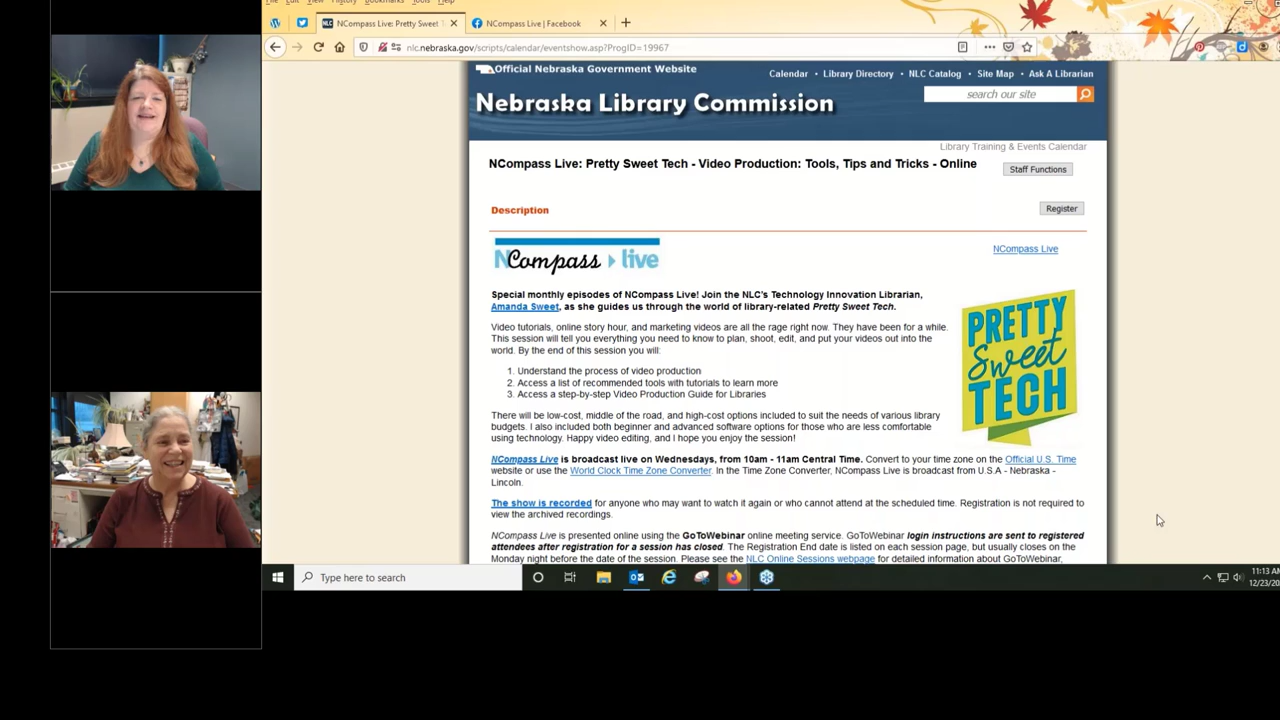 Edit View History Bookmarks Tools Help
NCompass Live: Pretty Sweet T
NCompass Live | Facebook
nlc.nebraska.gov/scripts/calendar/eventshow.asp?ProgID=19967
Official Nebraska Government Website
Calendar • Library Directory • NLC Catalog • Site Map • Ask A Librarian
Nebraska Library Commission
search our site
Library Training & Events Calendar
NCompass Live: Pretty Sweet Tech - Video Production: Tools, Tips and Tricks - Online
Staff Functions
Description
Register
NCompass live
NCompass Live
Special monthly episodes of NCompass Live! Join the NLC's Technology Innovation Librarian,
Amanda Sweet, as she guides us through the world of library-related Pretty Sweet Tech.
PRETTY
Sweet
TECH
Video tutorials, online story hour, and marketing videos are all the rage right now. They have been for a while.
This session will tell you everything you need to know to plan, shoot, edit, and put your videos out into the
world. By the end of this session you will:
1. Understand the process of video production
2. Access a list of recommended tools with tutorials to learn more
3. Access a step-by-step Video Production Guide for Libraries
There will be low-cost, middle of the road, and high-cost options included to suit the needs of various library
budgets. I also included both beginner and advanced software options for those who are less comfortable
using technology. Happy video editing, and I hope you enjoy the session!
NCompass Live is broadcast live on Wednesdays, from 10am - 11am Central Time. Convert to your time zone on the Official U.S. Time
website or use the World Clock Time Zone Converter. In the Time Zone Converter, NCompass Live is broadcast from U.S.A - Nebraska -
Lincoln.
The show is recorded for anyone who may want to watch it again or who cannot attend at the scheduled time. Registration is not required to
view the archived recordings.
NCompass Live is presented online using the GoToWebinar online meeting service. GoToWebinar login instructions are sent to registered
attendees after registration for a session has closed. The Registration End date is listed on each session page, but usually closes on the
Monday night before the date of the session. Please see the NLC Online Sessions webpage for detailed information about GoToWebinar,
Type here to search
11:13 AM
12/23/20